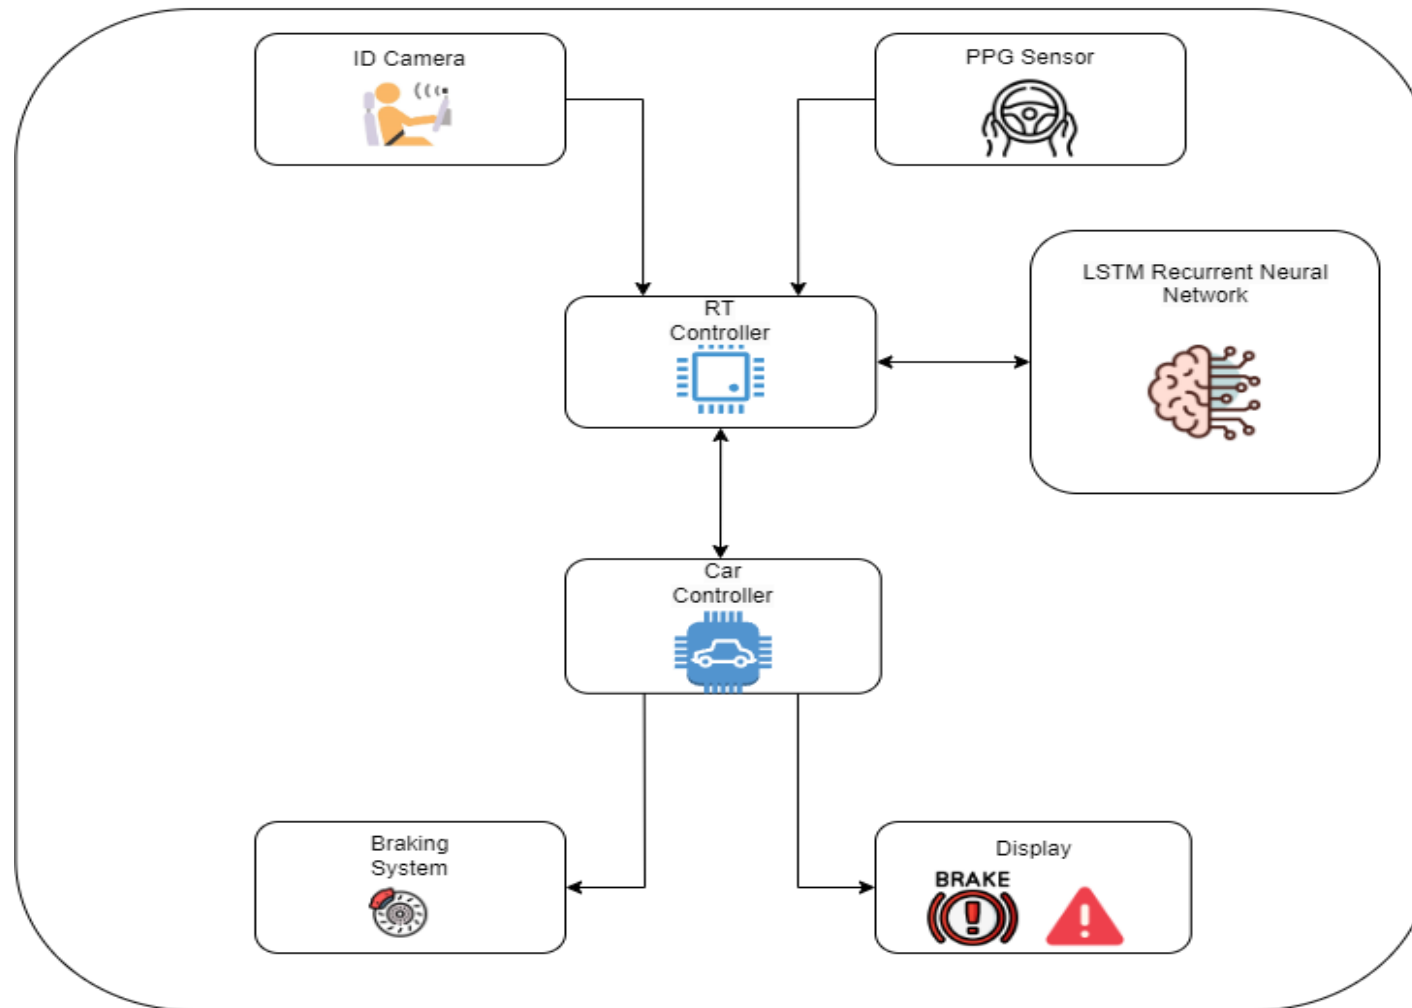 ID Camera
PPG Sensor
LSTM Recurrent Neural
Network
RT
Controller
Car
Controller
Braking
System
Display
BRAKE
!
!